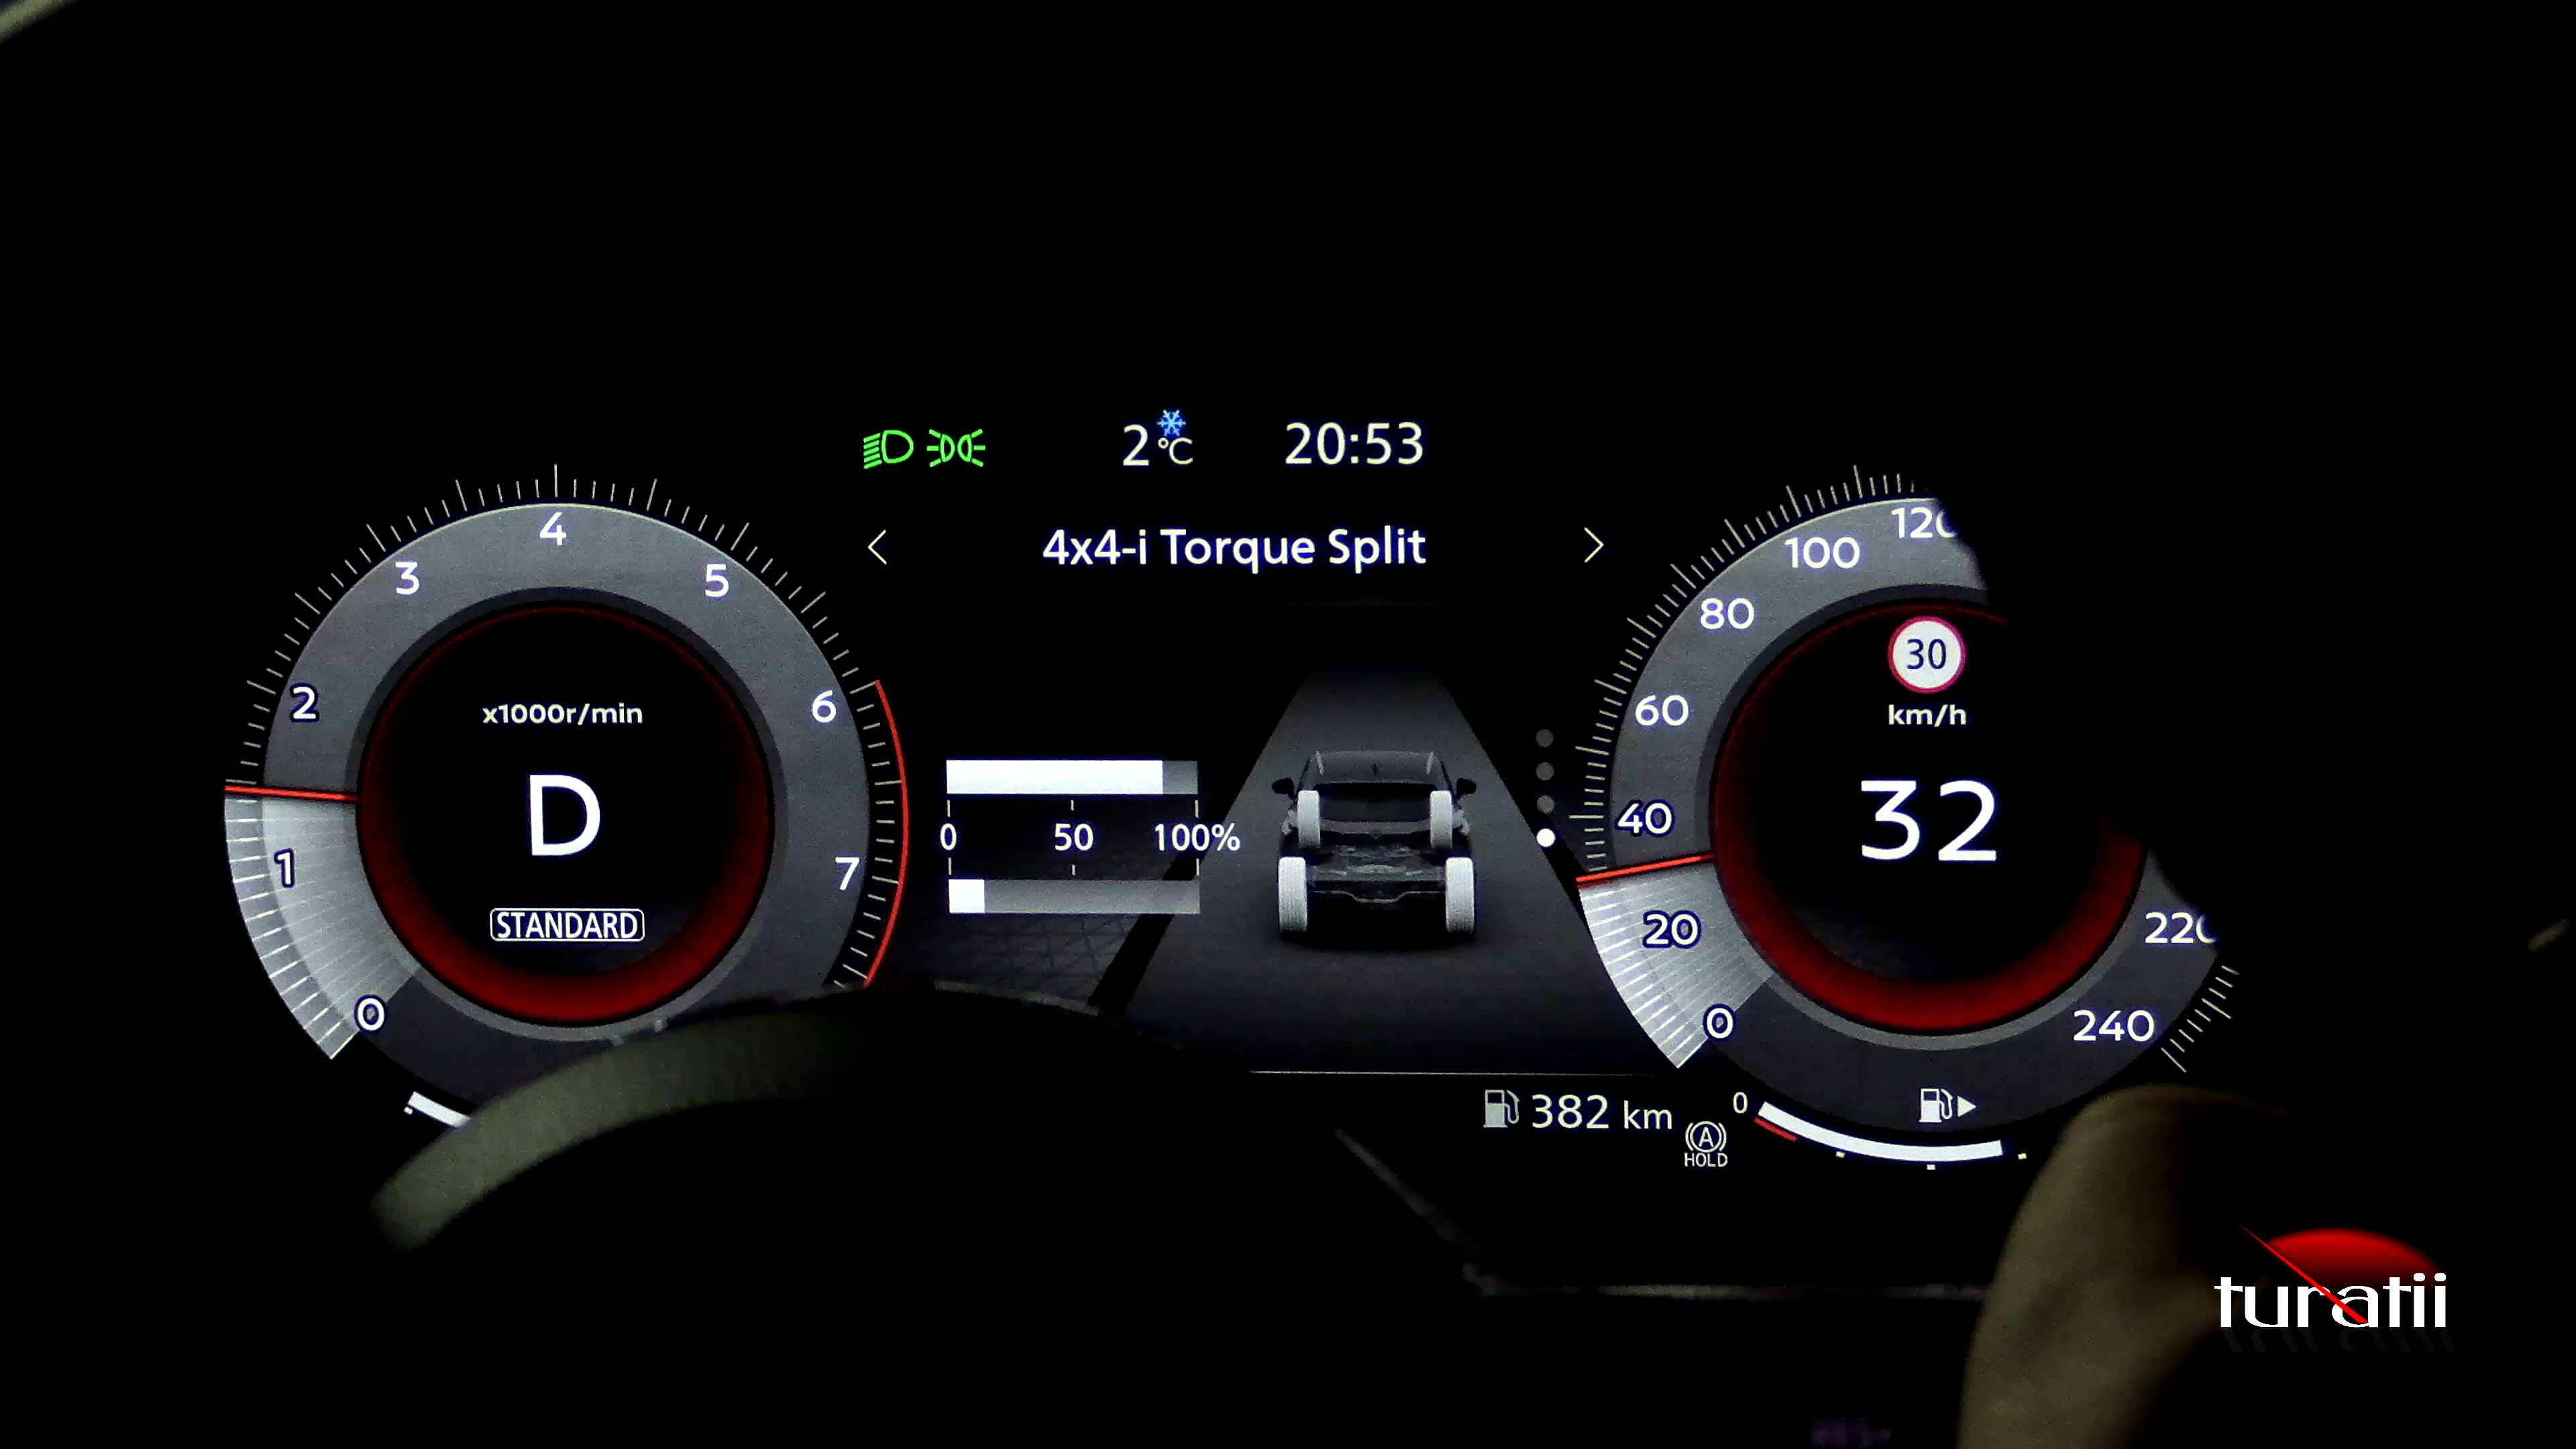 2°C 20:53
4x4-i Torque Split
4
3
5
2
6
1
7
0
x1000r/min
D
STANDARD
0 50 100%
100
80
60
40
20
0
240
30
km/h
32
382 km
HOLD
A
0
turatii